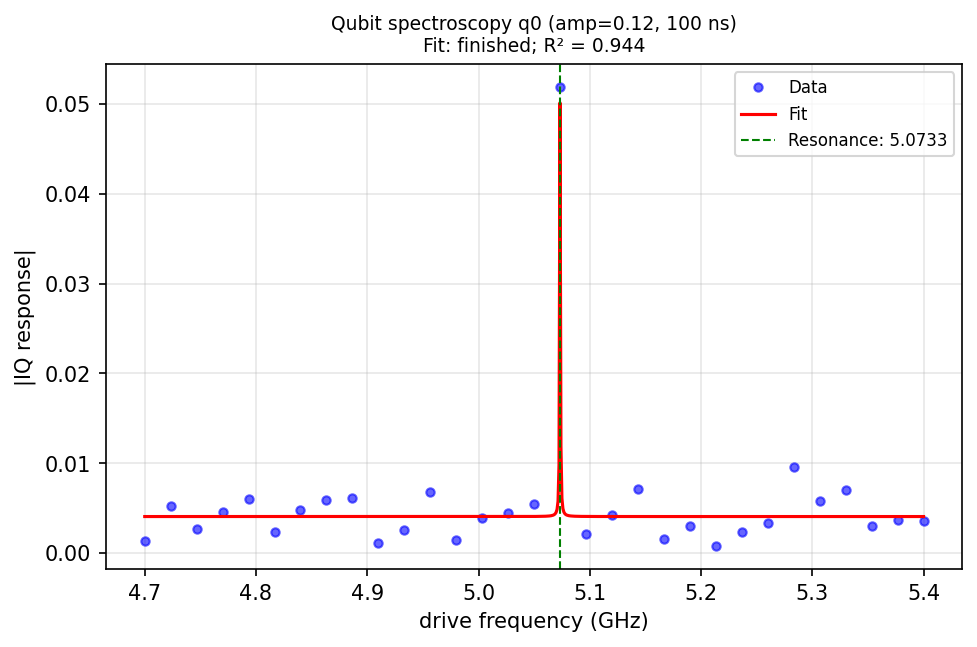 Qubit spectroscopy q0 (amp=0.12, 100 ns)
Fit: finished; R² = 0.944
Data
Fit
Resonance: 5.0733
|IQ response|
0.05
0.04
0.03
0.02
0.01
0.00
4.7 4.8 4.9 5.0 5.1 5.2 5.3 5.4
drive frequency (GHz)